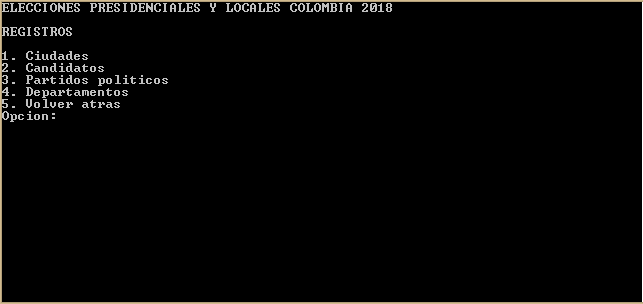 ELECCIONES PRESIDENCIALES Y LOCALES COLOMBIA 2018
REGISTROS
1. Ciudades
2. Candidatos
3. Partidos politicos
4. Departamentos
5. Volver atras
Opcion: